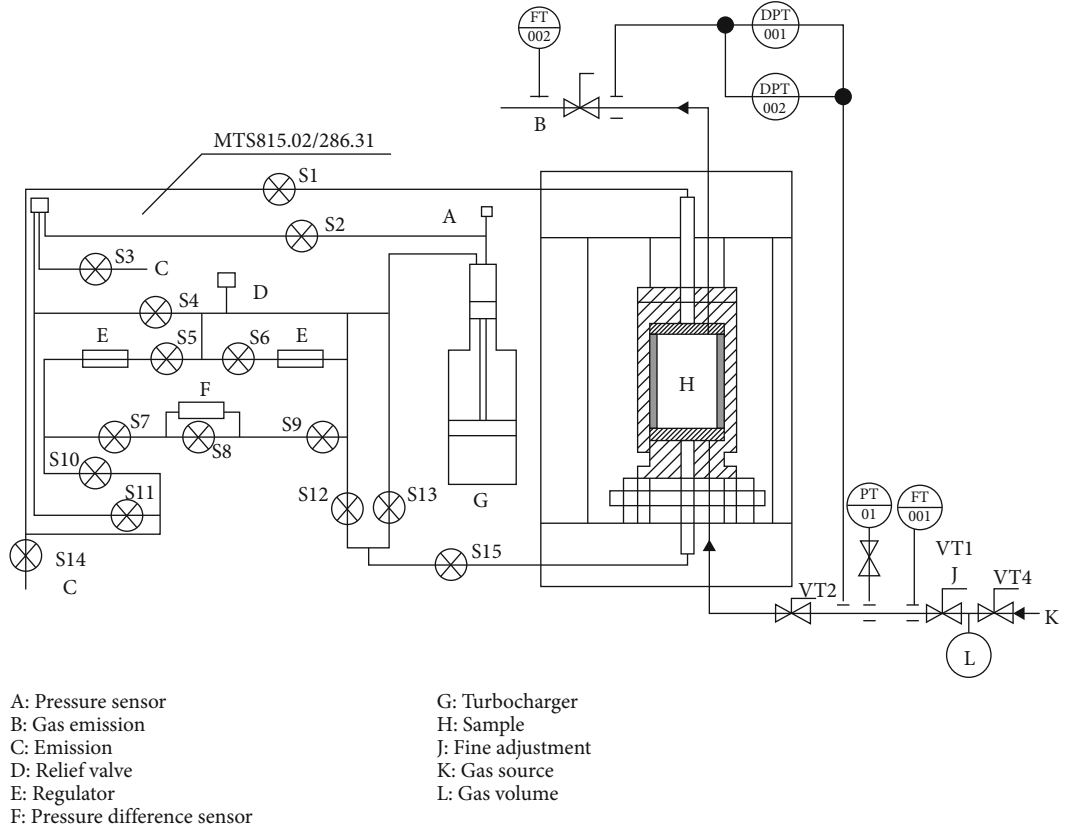 FT
002
DPT
001
DPT
002
B
MTS815.02/286.31
S1
A
S2
S3
C
D
S4
E
S5
S6
E
F
H
S7
S8
S9
S10
S11
S12
S13
G
PT
01
FT
001
S14
C
S15
VT1
J
VT4
VT2
K
L
A: Pressure sensor
B: Gas emission
C: Emission
D: Relief valve
E: Regulator
F: Pressure difference sensor
G: Turbocharger
H: Sample
J: Fine adjustment
K: Gas source
L: Gas volume